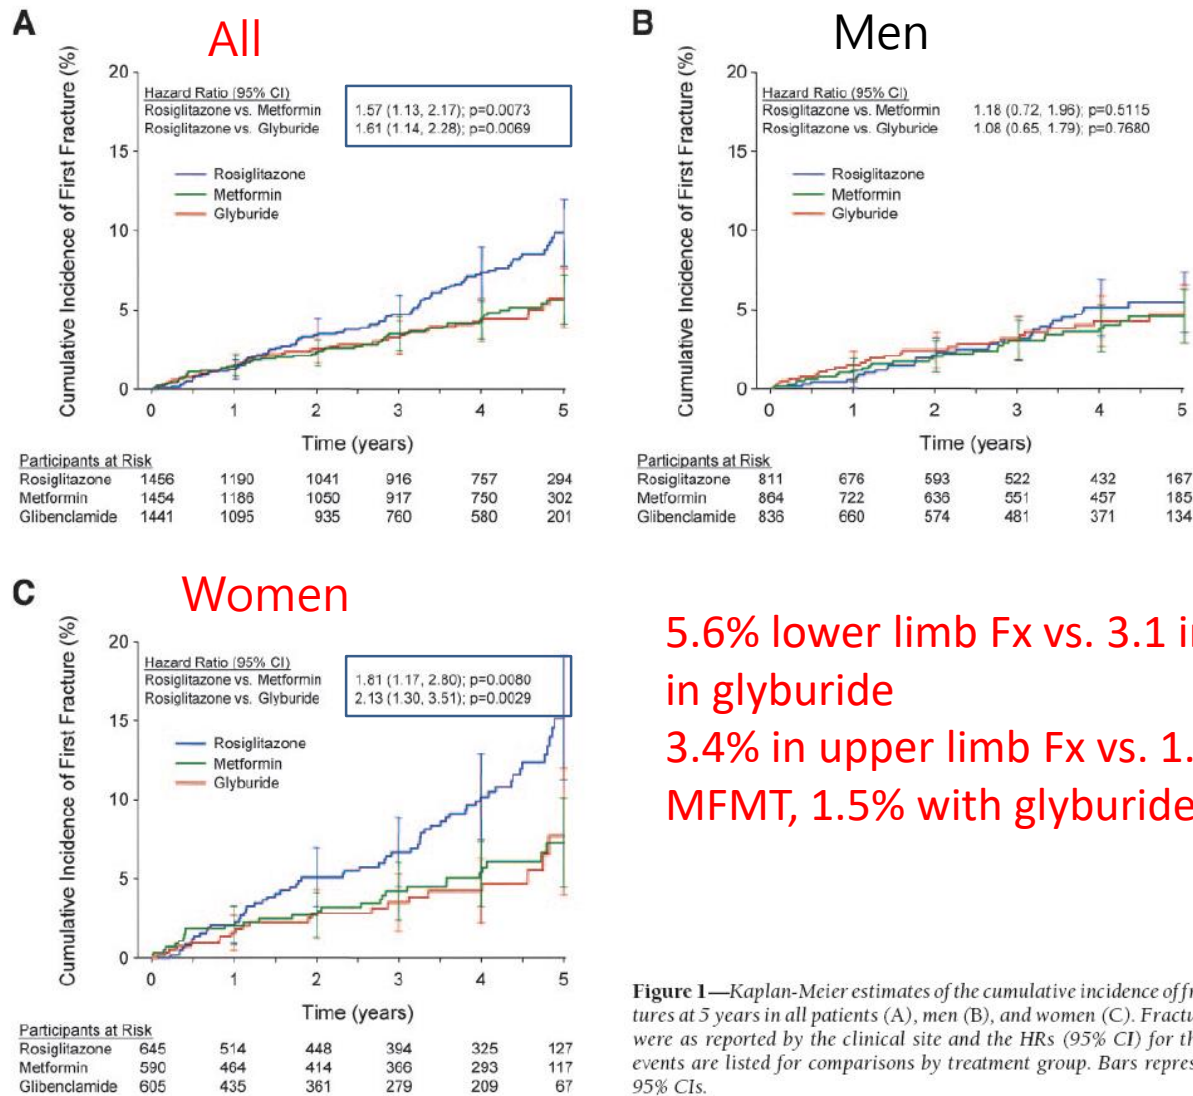 A
All
Cumulative Incidence of First Fracture (%)
20
15
10
5
0
Hazard Ratio (95% CI)
Rosiglitazone vs. Metformin 1.57 (1.13, 2.17); p=0.0073
Rosiglitazone vs. Glyburide 1.61 (1.14, 2.28); p=0.0069
Rosiglitazone
Metformin
Glyburide
0 1 2 3 4 5
Time (years)
Participants at Risk
Rosiglitazone 1456 1190 1041 916 757 294
Metformin 1454 1186 1050 917 750 302
Glibenclamide 1441 1095 935 760 580 201
B
Men
Cumulative Incidence of First Fracture (%)
20
15
10
5
0
Hazard Ratio (95% CI)
Rosiglitazone vs. Metformin 1.18 (0.72, 1.96); p=0.5115
Rosiglitazone vs. Glyburide 1.08 (0.65, 1.79); p=0.7680
Rosiglitazone
Metformin
Glyburide
0 1 2 3 4 5
Time (years)
Participants at Risk
Rosiglitazone 811 676 593 522 432 167
Metformin 864 722 636 551 457 185
Glibenclamide 836 660 574 481 371 134
C
Women
Cumulative Incidence of First Fracture (%)
20
15
10
5
0
Hazard Ratio (95% CI)
Rosiglitazone vs. Metformin 1.81 (1.17, 2.80); p=0.0080
Rosiglitazone vs. Glyburide 2.13 (1.30, 3.51); p=0.0029
Rosiglitazone
Metformin
Glyburide
0 1 2 3 4 5
Time (years)
Participants at Risk
Rosiglitazone 645 514 448 394 325 127
Metformin 590 464 414 366 293 117
Glibenclamide 605 435 361 279 209 67
5.6% lower limb Fx vs. 3.1 in
in glyburide
3.4% in upper limb Fx vs. 1.
MFMT, 1.5% with glyburide
Figure 1—Kaplan-Meier estimates of the cumulative incidence of fr
tures at 5 years in all patients (A), men (B), and women (C). Fractu
were as reported by the clinical site and the HRs (95% CI) for th
events are listed for comparisons by treatment group. Bars repres
95% CIs.